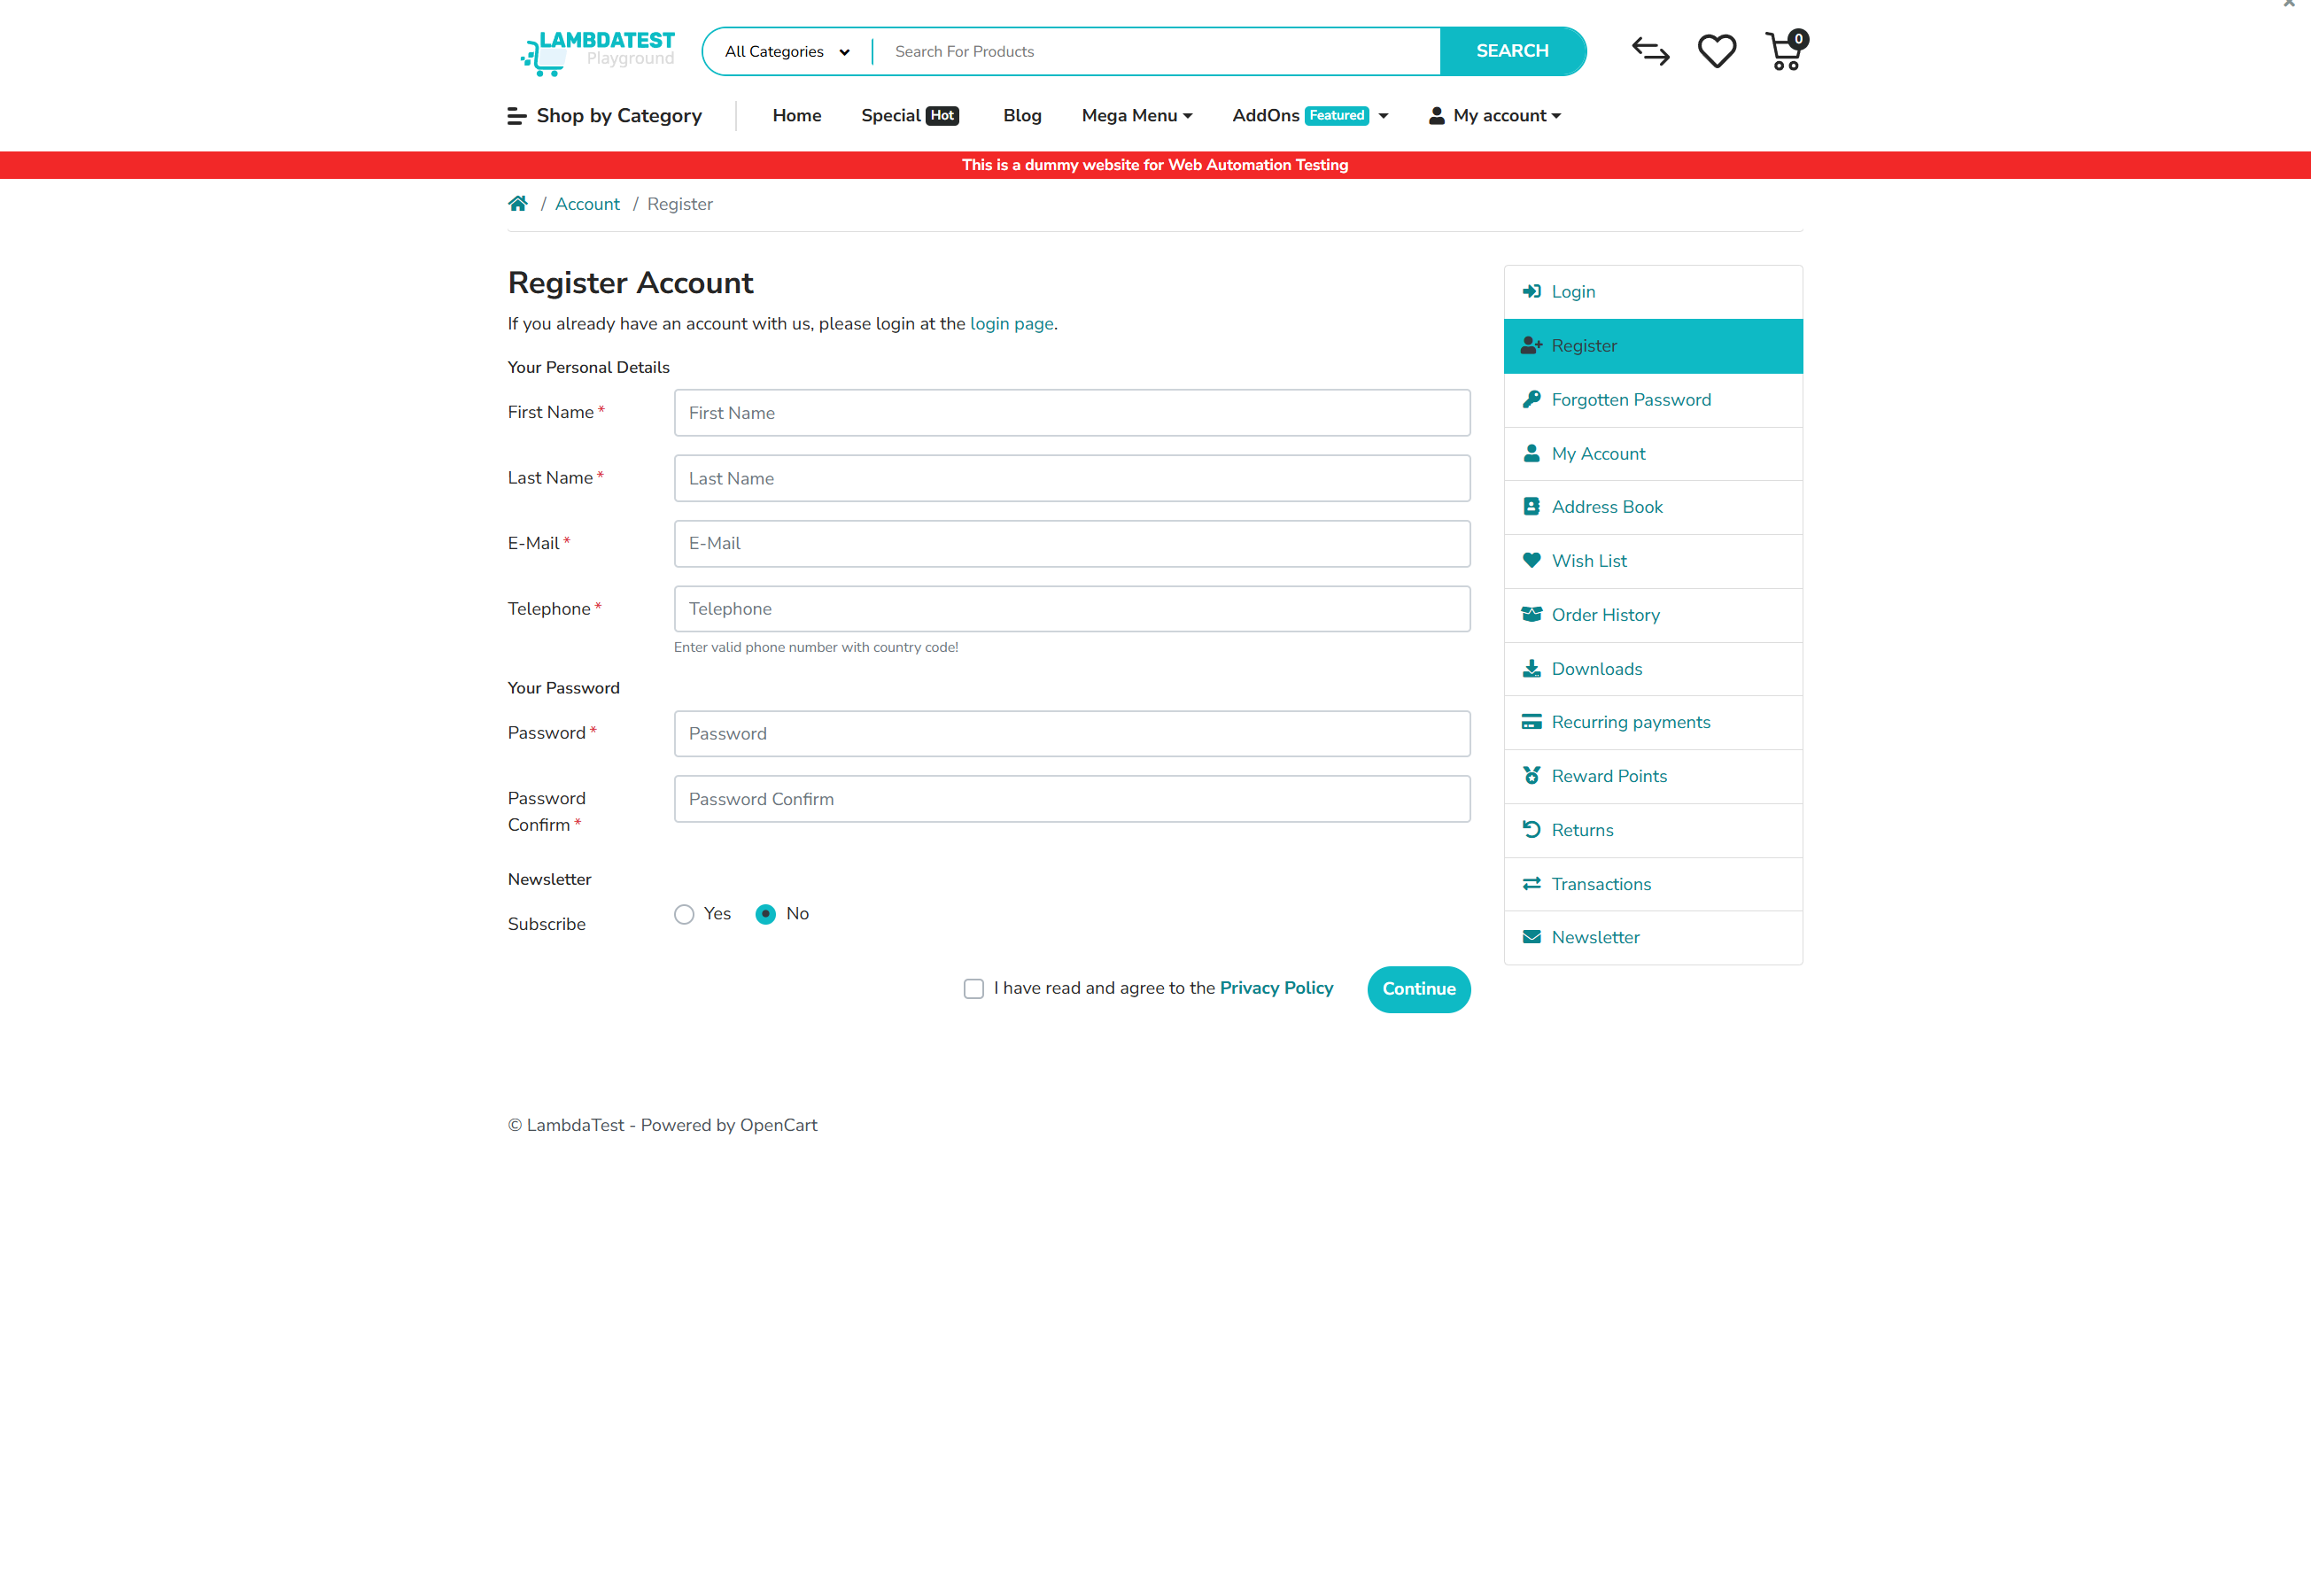 LAMBDATEST
Playground
All Categories
Search For Products
SEARCH
0
Shop by Category
Home
Special Hot
Blog
Mega Menu
AddOns Featured
My account
This is a dummy website for Web Automation Testing
/ Account / Register
Register Account
If you already have an account with us, please login at the login page.
Your Personal Details
First Name *
First Name
Last Name *
Last Name
E-Mail *
E-Mail
Telephone *
Telephone
Enter valid phone number with country code!
Your Password
Password *
Password
Password
Confirm *
Password Confirm
Newsletter
Subscribe
Yes
No
I have read and agree to the Privacy Policy
Continue
Login
Register
Forgotten Password
My Account
Address Book
Wish List
Order History
Downloads
Recurring payments
Reward Points
Returns
Transactions
Newsletter
© LambdaTest - Powered by OpenCart